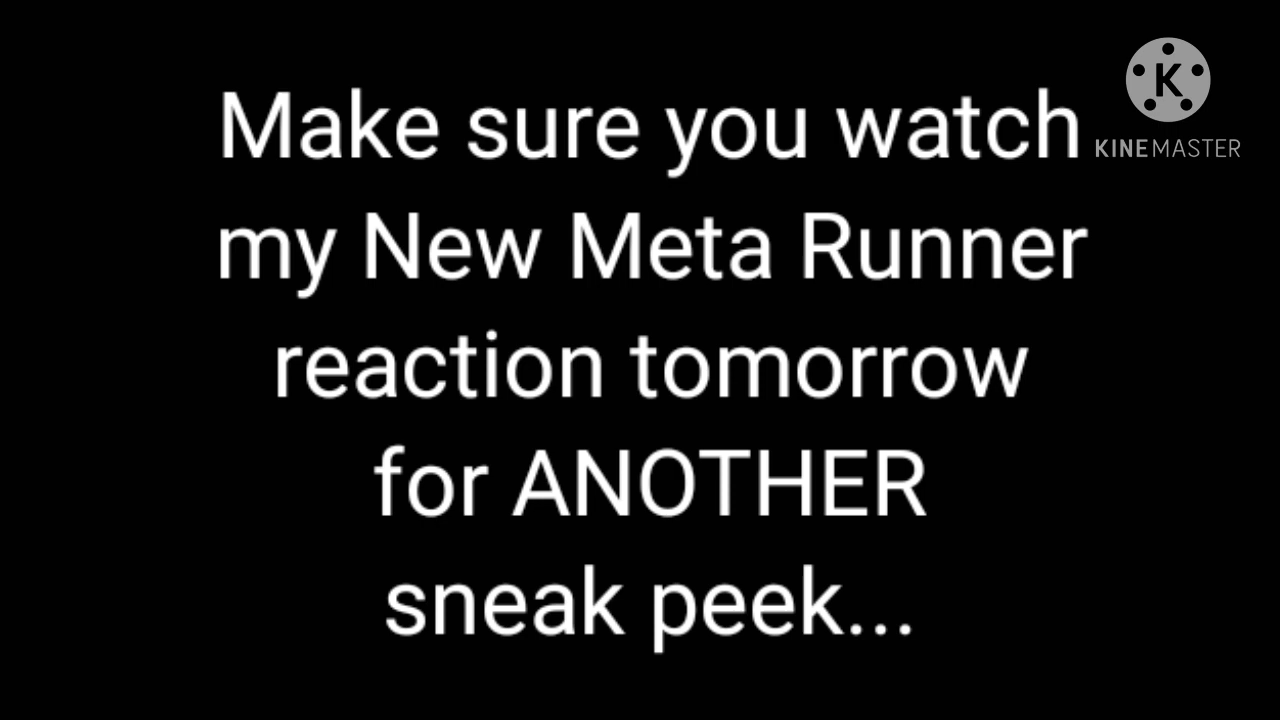 Make sure you watch
KINEMASTER
my New Meta Runner
reaction tomorrow
for ANOTHER
sneak peek...